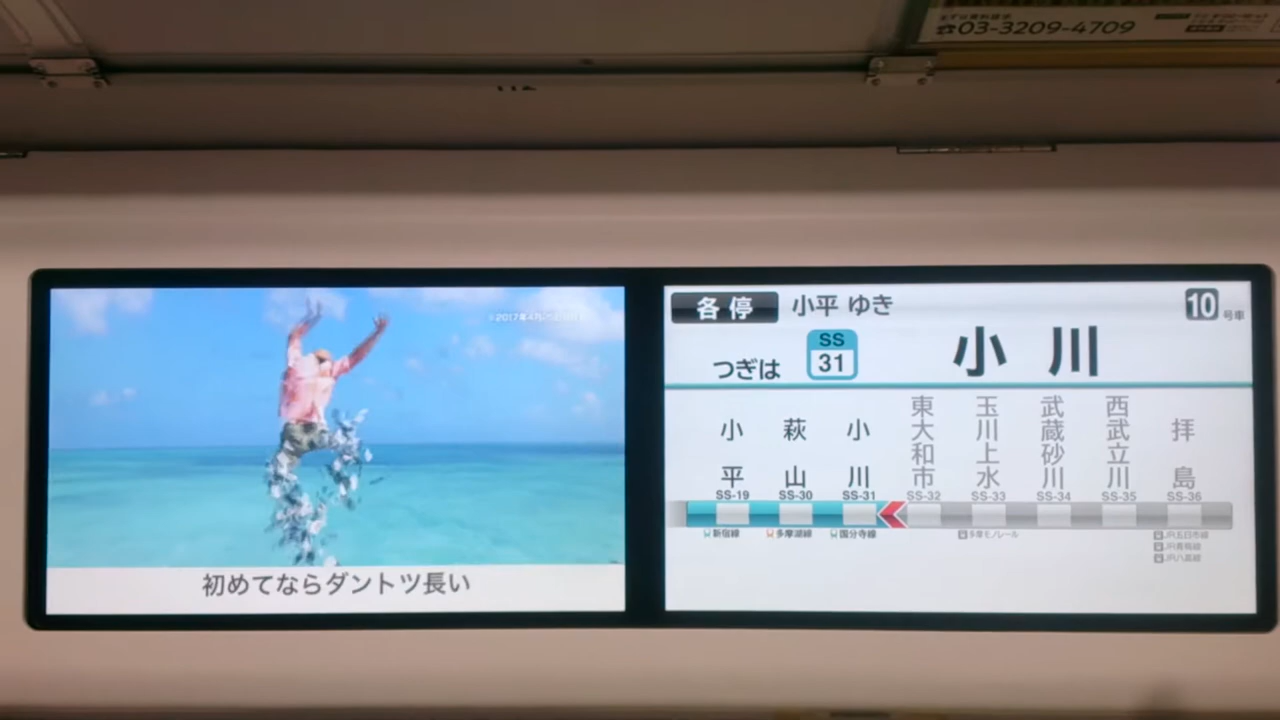 ☎03-3209-4709
初めてならダントツ長い
各停 小平 ゆき 10 号車
つぎは SS 31 小川
小平 萩山 小川 東大和市 玉川上水 武蔵砂川 西武立川 拝島
SS-19 SS-30 SS-31 SS-32 SS-33 SS-34 SS-35 SS-36
新宿線 多摩湖線 国分寺線 多摩モノレール JR五日市線
JR青梅線
JR八高線